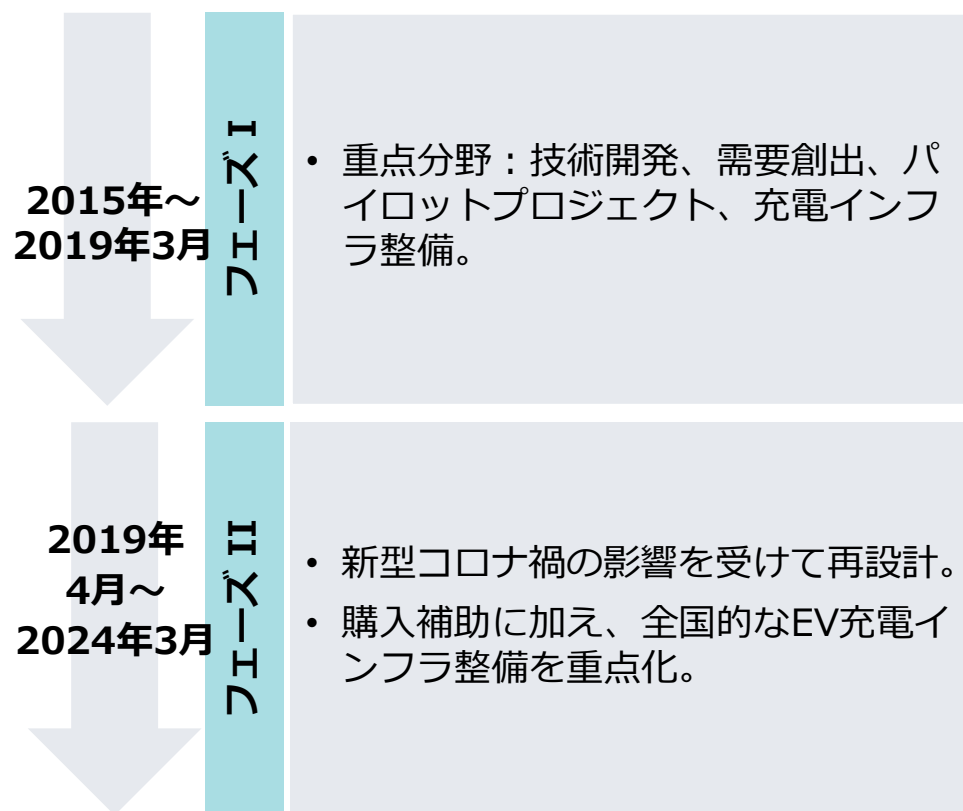 2015年～
2019年3月
フェーズ I
• 重点分野：技術開発、需要創出、パ
イロットプロジェクト、充電インフ
ラ整備。
2019年
4月～
2024年3月
フェーズ II
• 新型コロナ禍の影響を受けて再設計。
• 購入補助に加え、全国的なEV充電イ
ンフラ整備を重点化。